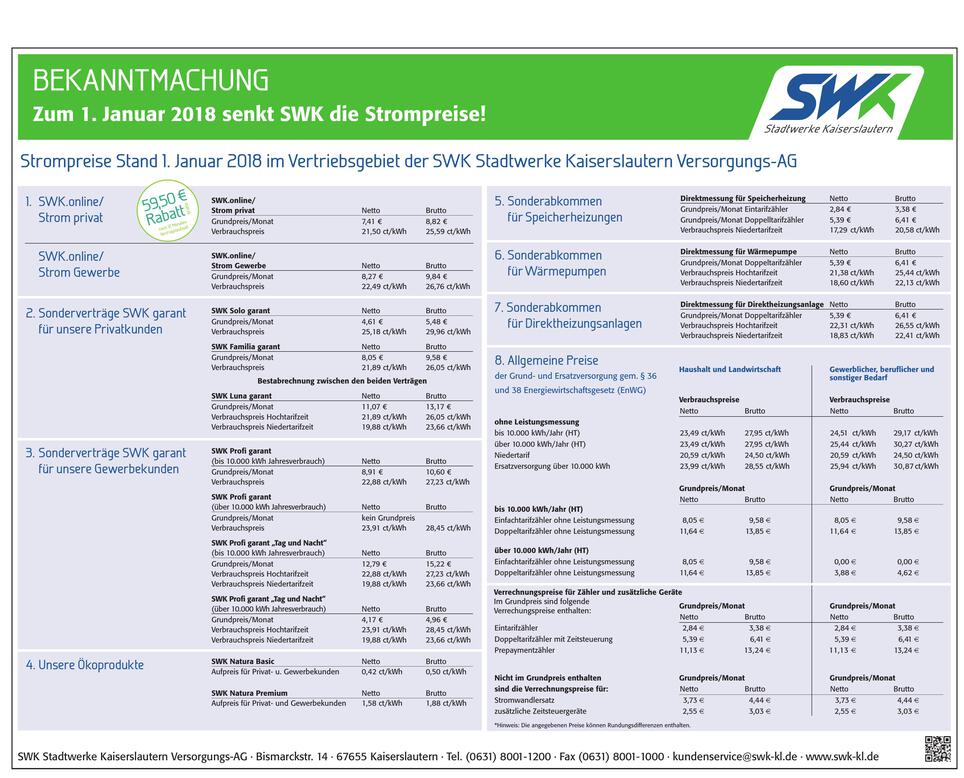 BEKANNTMACHUNG
Zum 1. Januar 2018 senkt SWK die Strompreise!
SWK
Stadtwerke Kaiserslautern
Strompreise Stand 1. Januar 2018 im Vertriebsgebiet der SWK Stadtwerke Kaiserslautern Versorgungs-AG
1. SWK.online/
Strom privat
59,50 €
Rabatt
SWK.online/
Strom privat Netto Brutto
Grundpreis/Monat 7,41 € 8,82 €
Verbrauchspreis 21,50 ct/kWh 25,59 ct/kWh
SWK.online/
Strom Gewerbe
SWK.online/
Strom Gewerbe Netto Brutto
Grundpreis/Monat 8,27 € 9,84 €
Verbrauchspreis 22,49 ct/kWh 26,76 ct/kWh
2. Sonderverträge SWK garant
für unsere Privatkunden
SWK Solo garant Netto Brutto
Grundpreis/Monat 4,61 € 5,48 €
Verbrauchspreis 25,18 ct/kWh 29,96 ct/kWh
SWK Familia garant Netto Brutto
Grundpreis/Monat 8,05 € 9,58 €
Verbrauchspreis 21,89 ct/kWh 26,05 ct/kWh
Bestabrechnung zwischen den beiden Verträgen
SWK Luna garant Netto Brutto
Grundpreis/Monat 11,07 € 13,17 €
Verbrauchspreis Hochtarifzeit 21,89 ct/kWh 26,05 ct/kWh
Verbrauchspreis Niedertarifzeit 19,88 ct/kWh 23,66 ct/kWh
3. Sonderverträge SWK garant
für unsere Gewerbekunden
SWK Profi garant
(bis 10.000 kWh Jahresverbrauch) Netto Brutto
Grundpreis/Monat 8,91 € 10,60 €
Verbrauchspreis 22,88 ct/kWh 27,23 ct/kWh
SWK Profi garant
(über 10.000 kWh Jahresverbrauch) Netto Brutto
Grundpreis/Monat kein Grundpreis
Verbrauchspreis 23,91 ct/kWh 28,45 ct/kWh
SWK Profi garant „Tag und Nacht“
(bis 10.000 kWh Jahresverbrauch) Netto Brutto
Grundpreis/Monat 12,79 € 15,22 €
Verbrauchspreis Hochtarifzeit 22,88 ct/kWh 27,23 ct/kWh
Verbrauchspreis Niedertarifzeit 19,88 ct/kWh 23,66 ct/kWh
SWK Profi garant „Tag und Nacht“
(über 10.000 kWh Jahresverbrauch) Netto Brutto
Grundpreis/Monat 4,17 € 4,96 €
Verbrauchspreis Hochtarifzeit 23,91 ct/kWh 28,45 ct/kWh
Verbrauchspreis Niedertarifzeit 19,88 ct/kWh 23,66 ct/kWh
4. Unsere Ökoprodukte
SWK Natura Basic Netto Brutto
Aufpreis für Privat- u. Gewerbekunden 0,42 ct/kWh 0,50 ct/kWh
SWK Natura Premium Netto Brutto
Aufpreis für Privat- und Gewerbekunden 1,58 ct/kWh 1,88 ct/kWh
5. Sonderabkommen
für Speicherheizungen
Direktmessung für Speicherheizung Netto Brutto
Grundpreis/Monat Eintarifzähler 2,84 € 3,38 €
Grundpreis/Monat Doppelltarifzähler 5,39 € 6,41 €
Verbrauchspreis Niedertarifzeit 17,29 ct/kWh 20,58 ct/kWh
6. Sonderabkommen
für Wärmepumpen
Direktmessung für Wärmepumpe Netto Brutto
Grundpreis/Monat Doppeltarifzähler 5,39 € 6,41 €
Verbrauchspreis Hochtarifzeit 21,38 ct/kWh 25,44 ct/kWh
Verbrauchspreis Niedertarifzeit 18,60 ct/kWh 22,13 ct/kWh
7. Sonderabkommen
für Direktheizungsanlagen
Direktmessung für Direktheizungsanlage Netto Brutto
Grundpreis/Monat Doppeltarifzähler 5,39 € 6,41 €
Verbrauchspreis Hochtarifzeit 22,31 ct/kWh 26,55 ct/kWh
Verbrauchspreis Niedertarifzeit 18,83 ct/kWh 22,41 ct/kWh
8. Allgemeine Preise
der Grund- und Ersatzversorgung gem. § 36
und 38 Energiewirtschaftsgesetz (EnWG)
Haushalt und Landwirtschaft
Gewerblicher, beruflicher und
sonstiger Bedarf
Verbrauchspreise Verbrauchspreise
Netto Brutto Netto Brutto
ohne Leistungsmessung
bis 10.000 kWh/Jahr (HT) 23,49 ct/kWh 27,95 ct/kWh 24,51 ct/kWh 29,17 ct/kWh
über 10.000 kWh/Jahr (HT) 23,49 ct/kWh 27,95 ct/kWh 25,44 ct/kWh 30,27 ct/kWh
Niedertarif 20,59 ct/kWh 24,50 ct/kWh 20,59 ct/kWh 24,50 ct/kWh
Ersatzversorgung über 10.000 kWh 23,99 ct/kWh 28,55 ct/kWh 25,94 ct/kWh 30,87ct/kWh
Grundpreis/Monat Grundpreis/Monat
Netto Brutto Netto Brutto
bis 10.000 kWh/Jahr (HT)
Einfachtarifzähler ohne Leistungsmessung 8,05 € 9,58 € 8,05 € 9,58 €
Doppeltarifzähler ohne Leistungsmessung 11,64 € 13,85 € 11,64 € 13,85 €
über 10.000 kWh/Jahr (HT)
Einfachtarifzähler ohne Leistungsmessung 8,05 € 9,58 € 0,00 € 0,00 €
Doppeltarifzähler ohne Leistungsmessung 11,64 € 13,85 € 3,88 € 4,62 €
Verrechnungspreise für Zähler und zusätzliche Geräte
Im Grundpreis sind folgende
Verrechungspreise enthalten:
Grundpreis/Monat Grundpreis/Monat
Netto Brutto Netto Brutto
Eintarifzähler 2,84 € 3,38 € 2,84 € 3,38 €
Doppeltarifzähler mit Zeitsteuerung 5,39 € 6,41 € 5,39 € 6,41 €
Prepaymentzähler 11,13 € 13,24 € 11,13 € 13,24 €
Nicht im Grundpreis enthalten Grundpreis/Monat Grundpreis/Monat
sind die Verrechnungspreise für: Netto Brutto Netto Brutto
Stromwandlersatz 3,73 € 4,44 € 3,73 € 4,44 €
zusätzliche Zeitsteuergeräte 2,55 € 3,03 € 2,55 € 3,03 €
*Hinweis: Die angegebenen Preise können Rundungsdifferenzen enthalten.
SWK Stadtwerke Kaiserslautern Versorgungs-AG · Bismarckstr. 14 · 67655 Kaiserslautern · Tel. (0631) 8001-1200 · Fax (0631) 8001-1000 · kundenservice@swk-kl.de · www.swk-kl.de